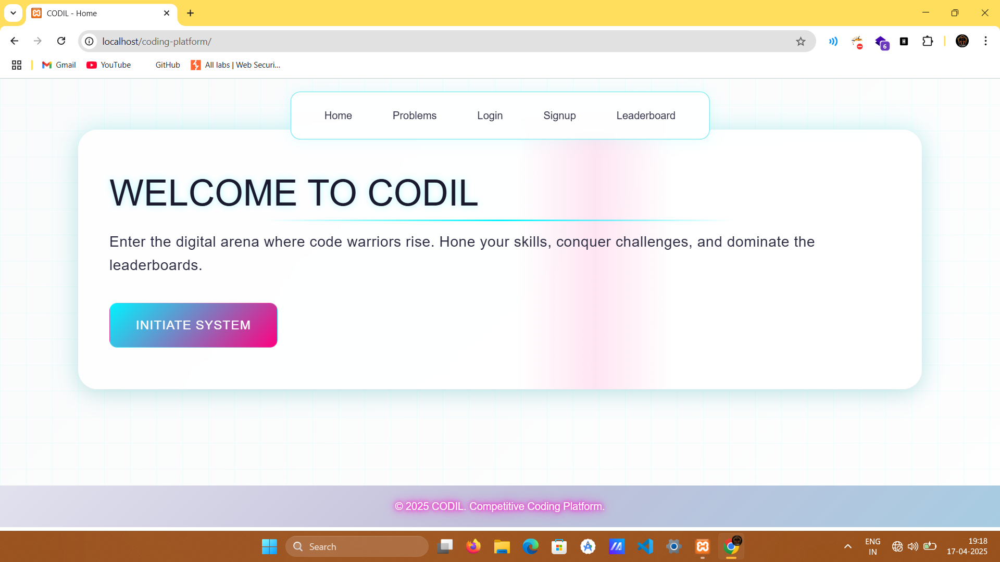 CODIL - Home
localhost/coding-platform/
6
H
Gmail
YouTube
GitHub
All labs | Web Securi...
Home
Problems
Login
Signup
Leaderboard
WELCOME TO CODIL
Enter the digital arena where code warriors rise. Hone your skills, conquer challenges, and dominate the
leaderboards.
INITIATE SYSTEM
© 2025 CODIL. Competitive Coding Platform.
Search
ENG
IN
19:18
17-04-2025